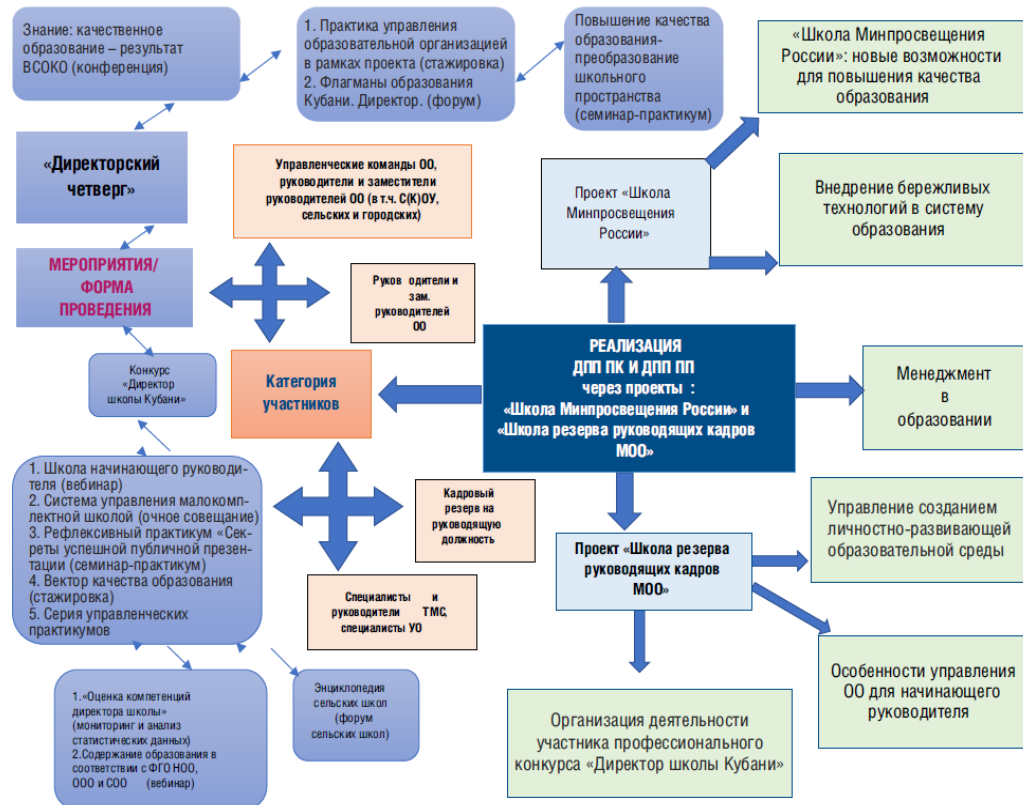 Знание: качественное
образование – результат
ВСОКО (конференция)
1. Практика управления
образовательной организацией
в рамках проекта (стажировка)
2. Флагманы образования
Кубани. Директор. (форум)
Повышение качества
образования-
преобразование
школьного
пространства
(семинар-практикум)
«Школа Минпросвещения
России»: новые возможности
для повышения качества
образования
«Директорский
четверг»
Управленческие команды ОО,
руководители и заместители
руководителей ОО (в т.ч. С(К)ОУ,
сельских и городских)
Проект «Школа
Минпросвещения
России»
Внедрение бережливых
технологий в систему
образования
МЕРОПРИЯТИЯ/
ФОРМА
ПРОВЕДЕНИЯ
Руков одители и
зам.
руководителей
ОО
Конкурс
«Директор
школы Кубани»
Категория
участников
РЕАЛИЗАЦИЯ
ДПП ПК И ДПП ПП
через проекты :
«Школа Минпросвещения России» и
«Школа резерва руководящих кадров
МОО»
Менеджмент
в
образовании
1. Школа начинающего руководи-
теля (вебинар)
2. Система управления малокомп-
лектной школой (очное совещание)
3. Рефлексивный практикум «Сек-
реты успешной публичной презен-
тации (семинар-практикум)
4. Вектор качества образования
(стажировка)
5. Серия управленческих
практикумов
Кадровый
резерв на
руководящую
должность
Управление созданием
личностно-развивающей
образовательной среды
Проект «Школа резерва
руководящих кадров
МОО»
Специалисты и
руководители ТМС,
специалисты УО
Особенности управления
ОО для начинающего
руководителя
1.«Оценка компетенций
директора школы»
(мониторинг и анализ
статистических данных)
2.Содержание образования в
соответствии с ФГО НОО,
ООО и СОО (вебинар)
Энциклопедия
сельских школ
(форум
сельских школ)
Организация деятельности
участника профессионального
конкурса «Директор школы Кубани»